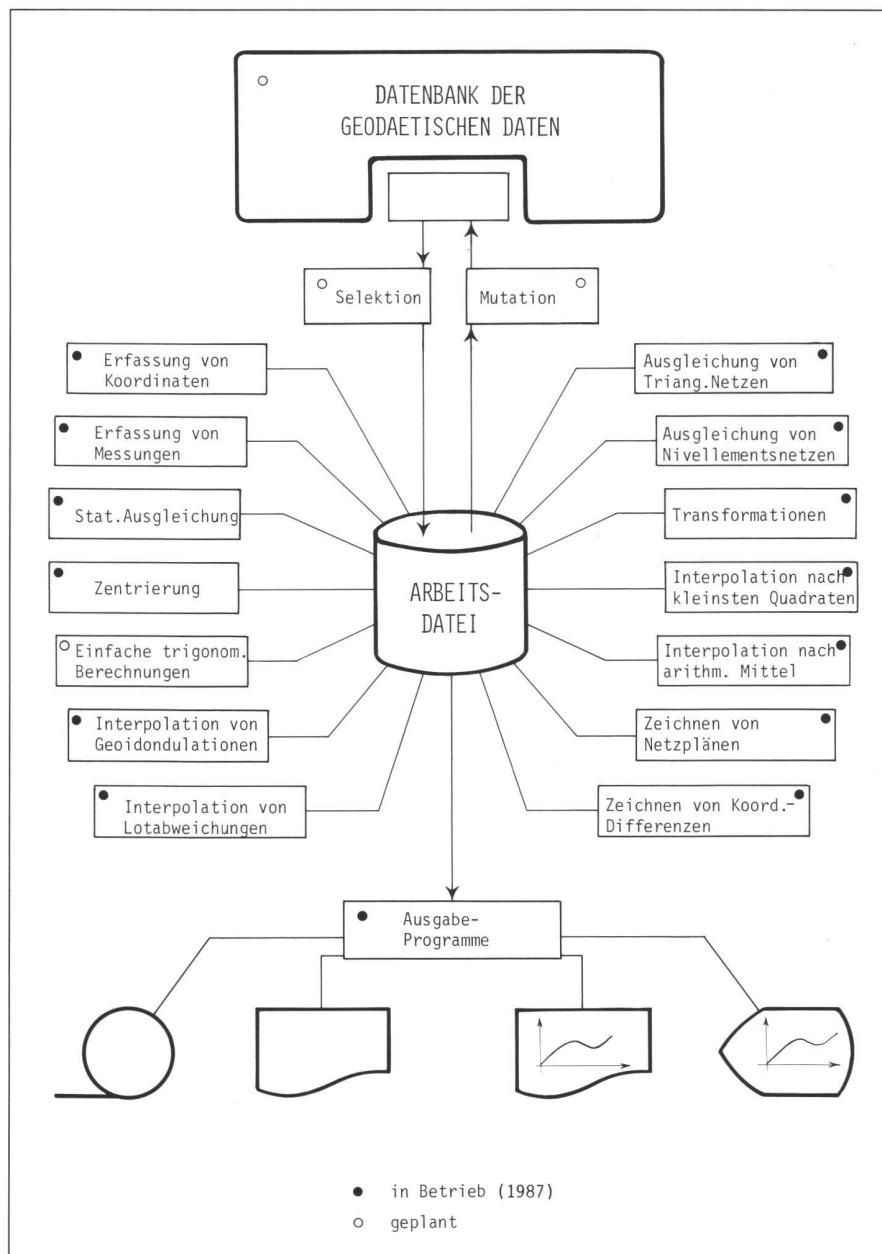 DATENBANK DER
GEODAETISCHEN DATEN
Selektion
Mutation
Erfassung von
Koordinaten
Erfassung von
Messungen
Stat.Ausgleichung
Zentrierung
Einfache trigonom.
Berechnungen
Interpolation von
Geoidondulationen
Interpolation von
Lotabweichungen
Ausgleichung von
Triang.Netzen
Ausgleichung von
Nivellementsnetzen
Transformationen
Interpolation nach
kleinsten Quadraten
Interpolation nach
arithm. Mittel
Zeichnen von
Netzplänen
Zeichnen von Koord.-
Differenzen
ARBEITS-
DATEI
Ausgabe-
Programme
● in Betrieb (1987)
○ geplant